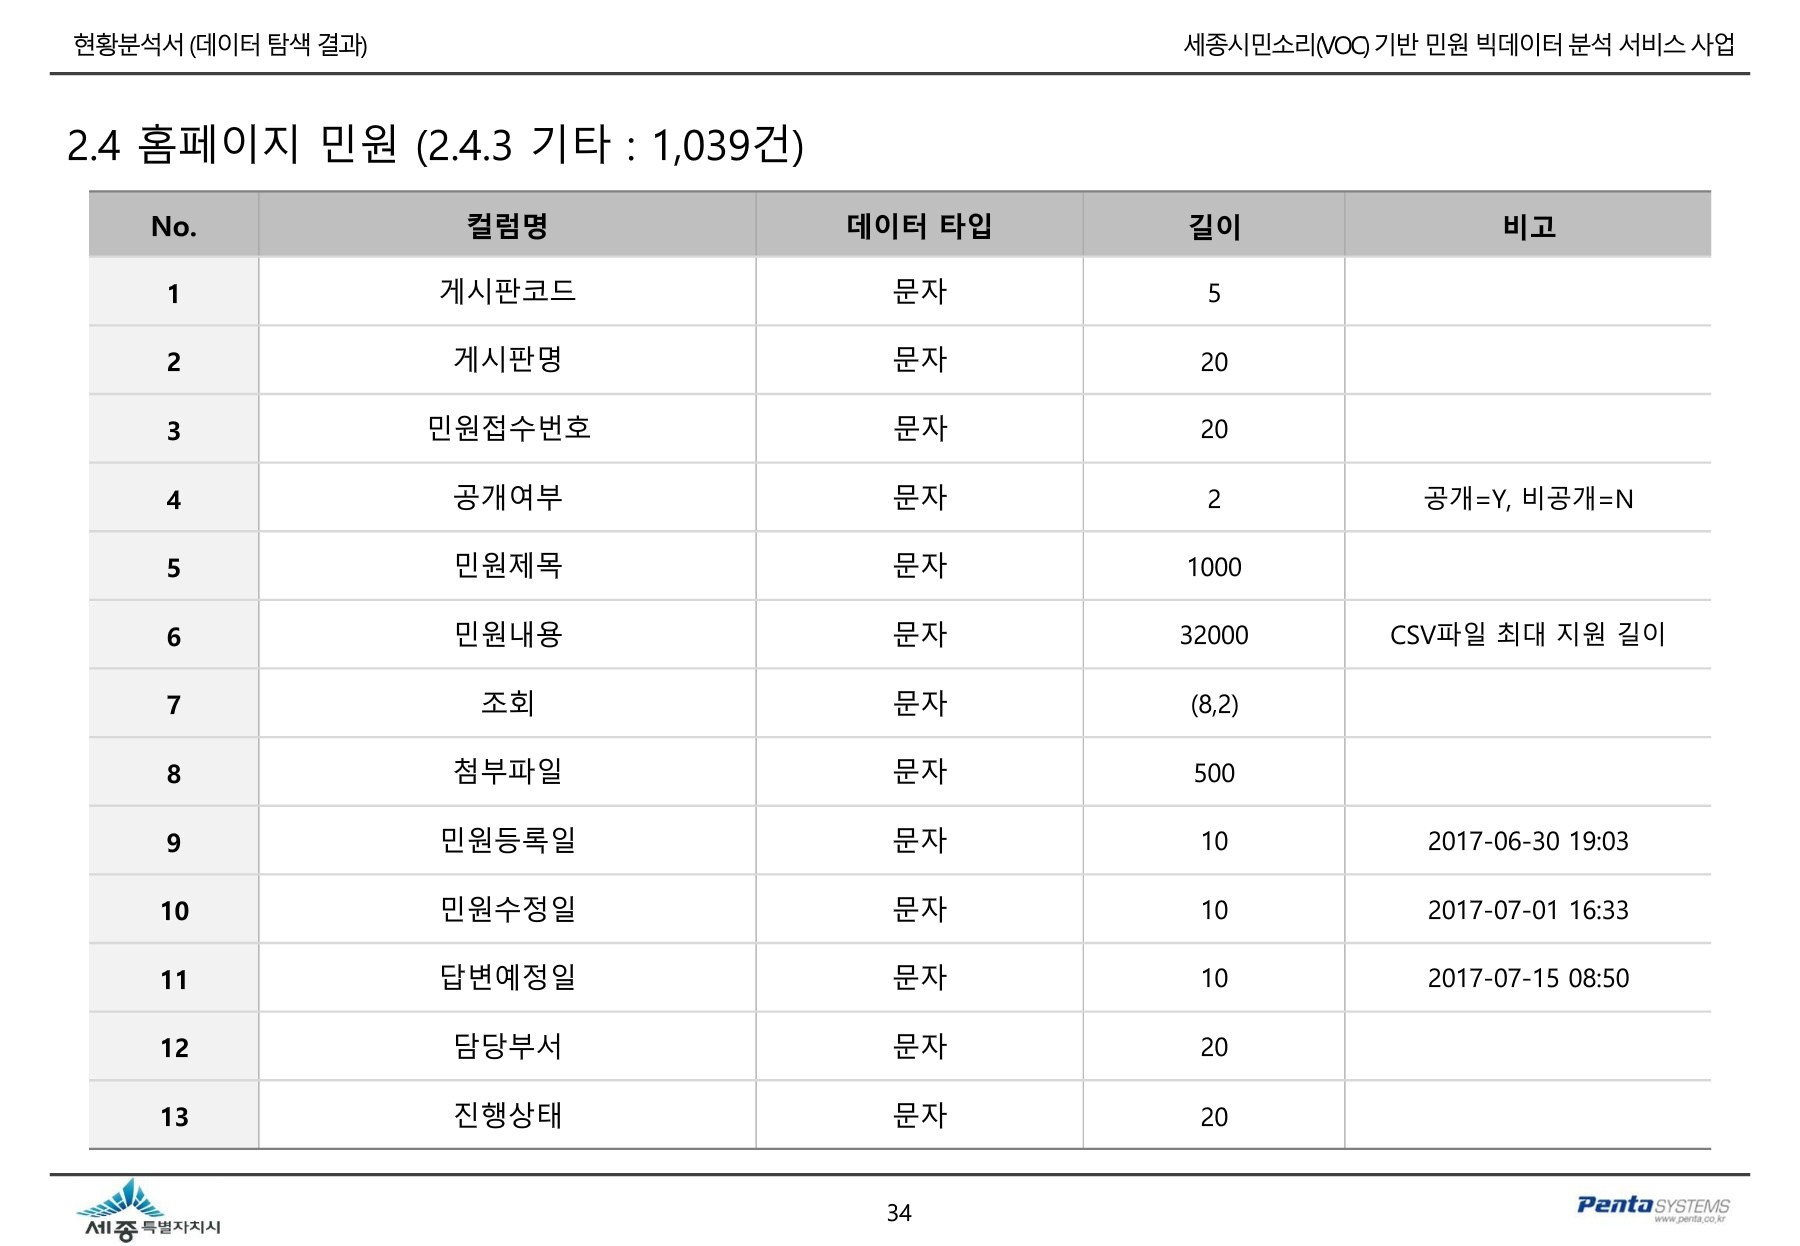 현황분석서 (데이터 탐색 결과) 세종시민소리(VOC) 기반 민원 빅데이터 분석 서비스 사업
2.4 홈페이지 민원 (2.4.3 기타 : 1,039건)
No. 컬럼명 데이터 타입 길이 비고
1 게시판코드 문자 5
2 게시판명 문자 20
3 민원접수번호 문자 20
4 공개여부 문자 2 공개=Y, 비공개=N
5 민원제목 문자 1000
6 민원내용 문자 32000 CSV파일 최대 지원 길이
7 조회 문자 (8,2)
8 첨부파일 문자 500
9 민원등록일 문자 10 2017-06-30 19:03
10 민원수정일 문자 10 2017-07-01 16:33
11 답변예정일 문자 10 2017-07-15 08:50
12 담당부서 문자 20
13 진행상태 문자 20
세종특별자치시 34 Penta SYSTEMS
www.penta.co.kr